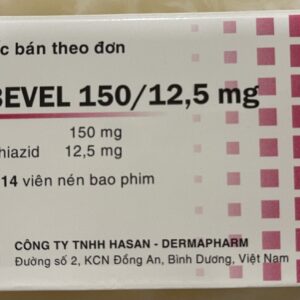 c bán theo đơn
BEVEL 150/12,5 mg
150 mg
hiazid 12,5 mg
14 viên nén bao phim
CÔNG TY TNHH HASAN - DERMAPHARM
Đường số 2, KCN Đồng An, Bình Dương, Việt Nam